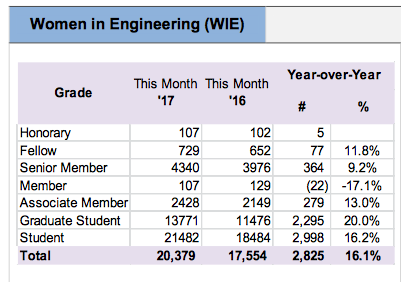 Women in Engineering (WIE)
Grade This Month '17 This Month '16 Year-over-Year # %
Honorary 107 102 5
Fellow 729 652 77 11.8%
Senior Member 4340 3976 364 9.2%
Member 107 129 (22) -17.1%
Associate Member 2428 2149 279 13.0%
Graduate Student 13771 11476 2,295 20.0%
Student 21482 18484 2,998 16.2%
Total 20,379 17,554 2,825 16.1%